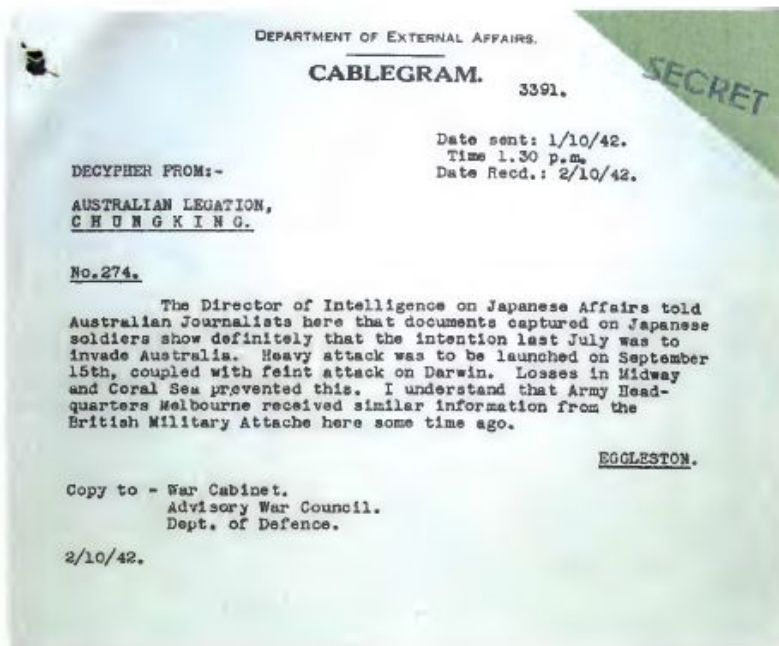 DEPARTMENT OF EXTERNAL AFFAIRS.
CABLEGRAM.
SECRET
3391.
Date sent: 1/10/42.
Time 1.30 p.m.
DECYPHER FROM:-
Date Recd.: 2/10/42.
AUSTRALIAN LEGATION,
CHUNGKING.
No.274.
The Director of Intelligence on Japanese Affairs told
Australian Journalists here that documents captured on Japanese
soldiers show definitely that the intention last July was to
invade Australia. Heavy attack was to be launched on September
15th, coupled with feint attack on Darwin. Losses in Midway
and Coral Sea prevented this. I understand that Army Head-
quarters Melbourne received similar information from the
British Military Attache here some time ago.
EGGLESTON.
Copy to - War Cabinet.
Advisory War Council.
Dept. of Defence.
2/10/42.